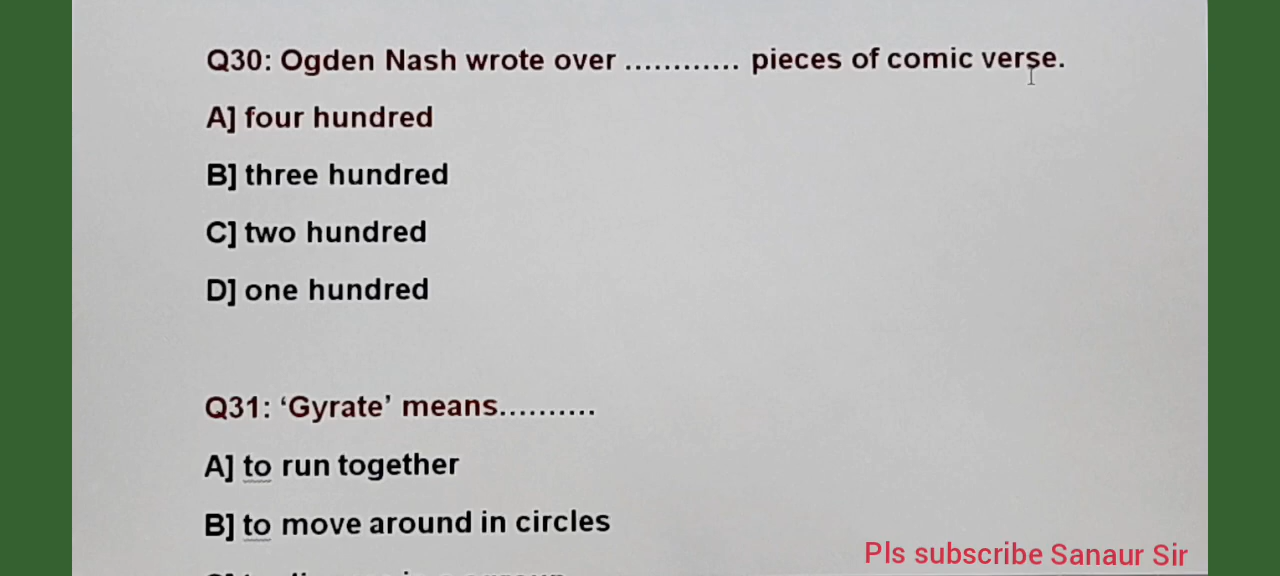 Q30: Ogden Nash wrote over ............ pieces of comic verse.
A] four hundred
B] three hundred
C] two hundred
D] one hundred
Q31: ‘Gyrate’ means..........
A] to run together
B] to move around in circles
Pls subscribe Sanaur Sir